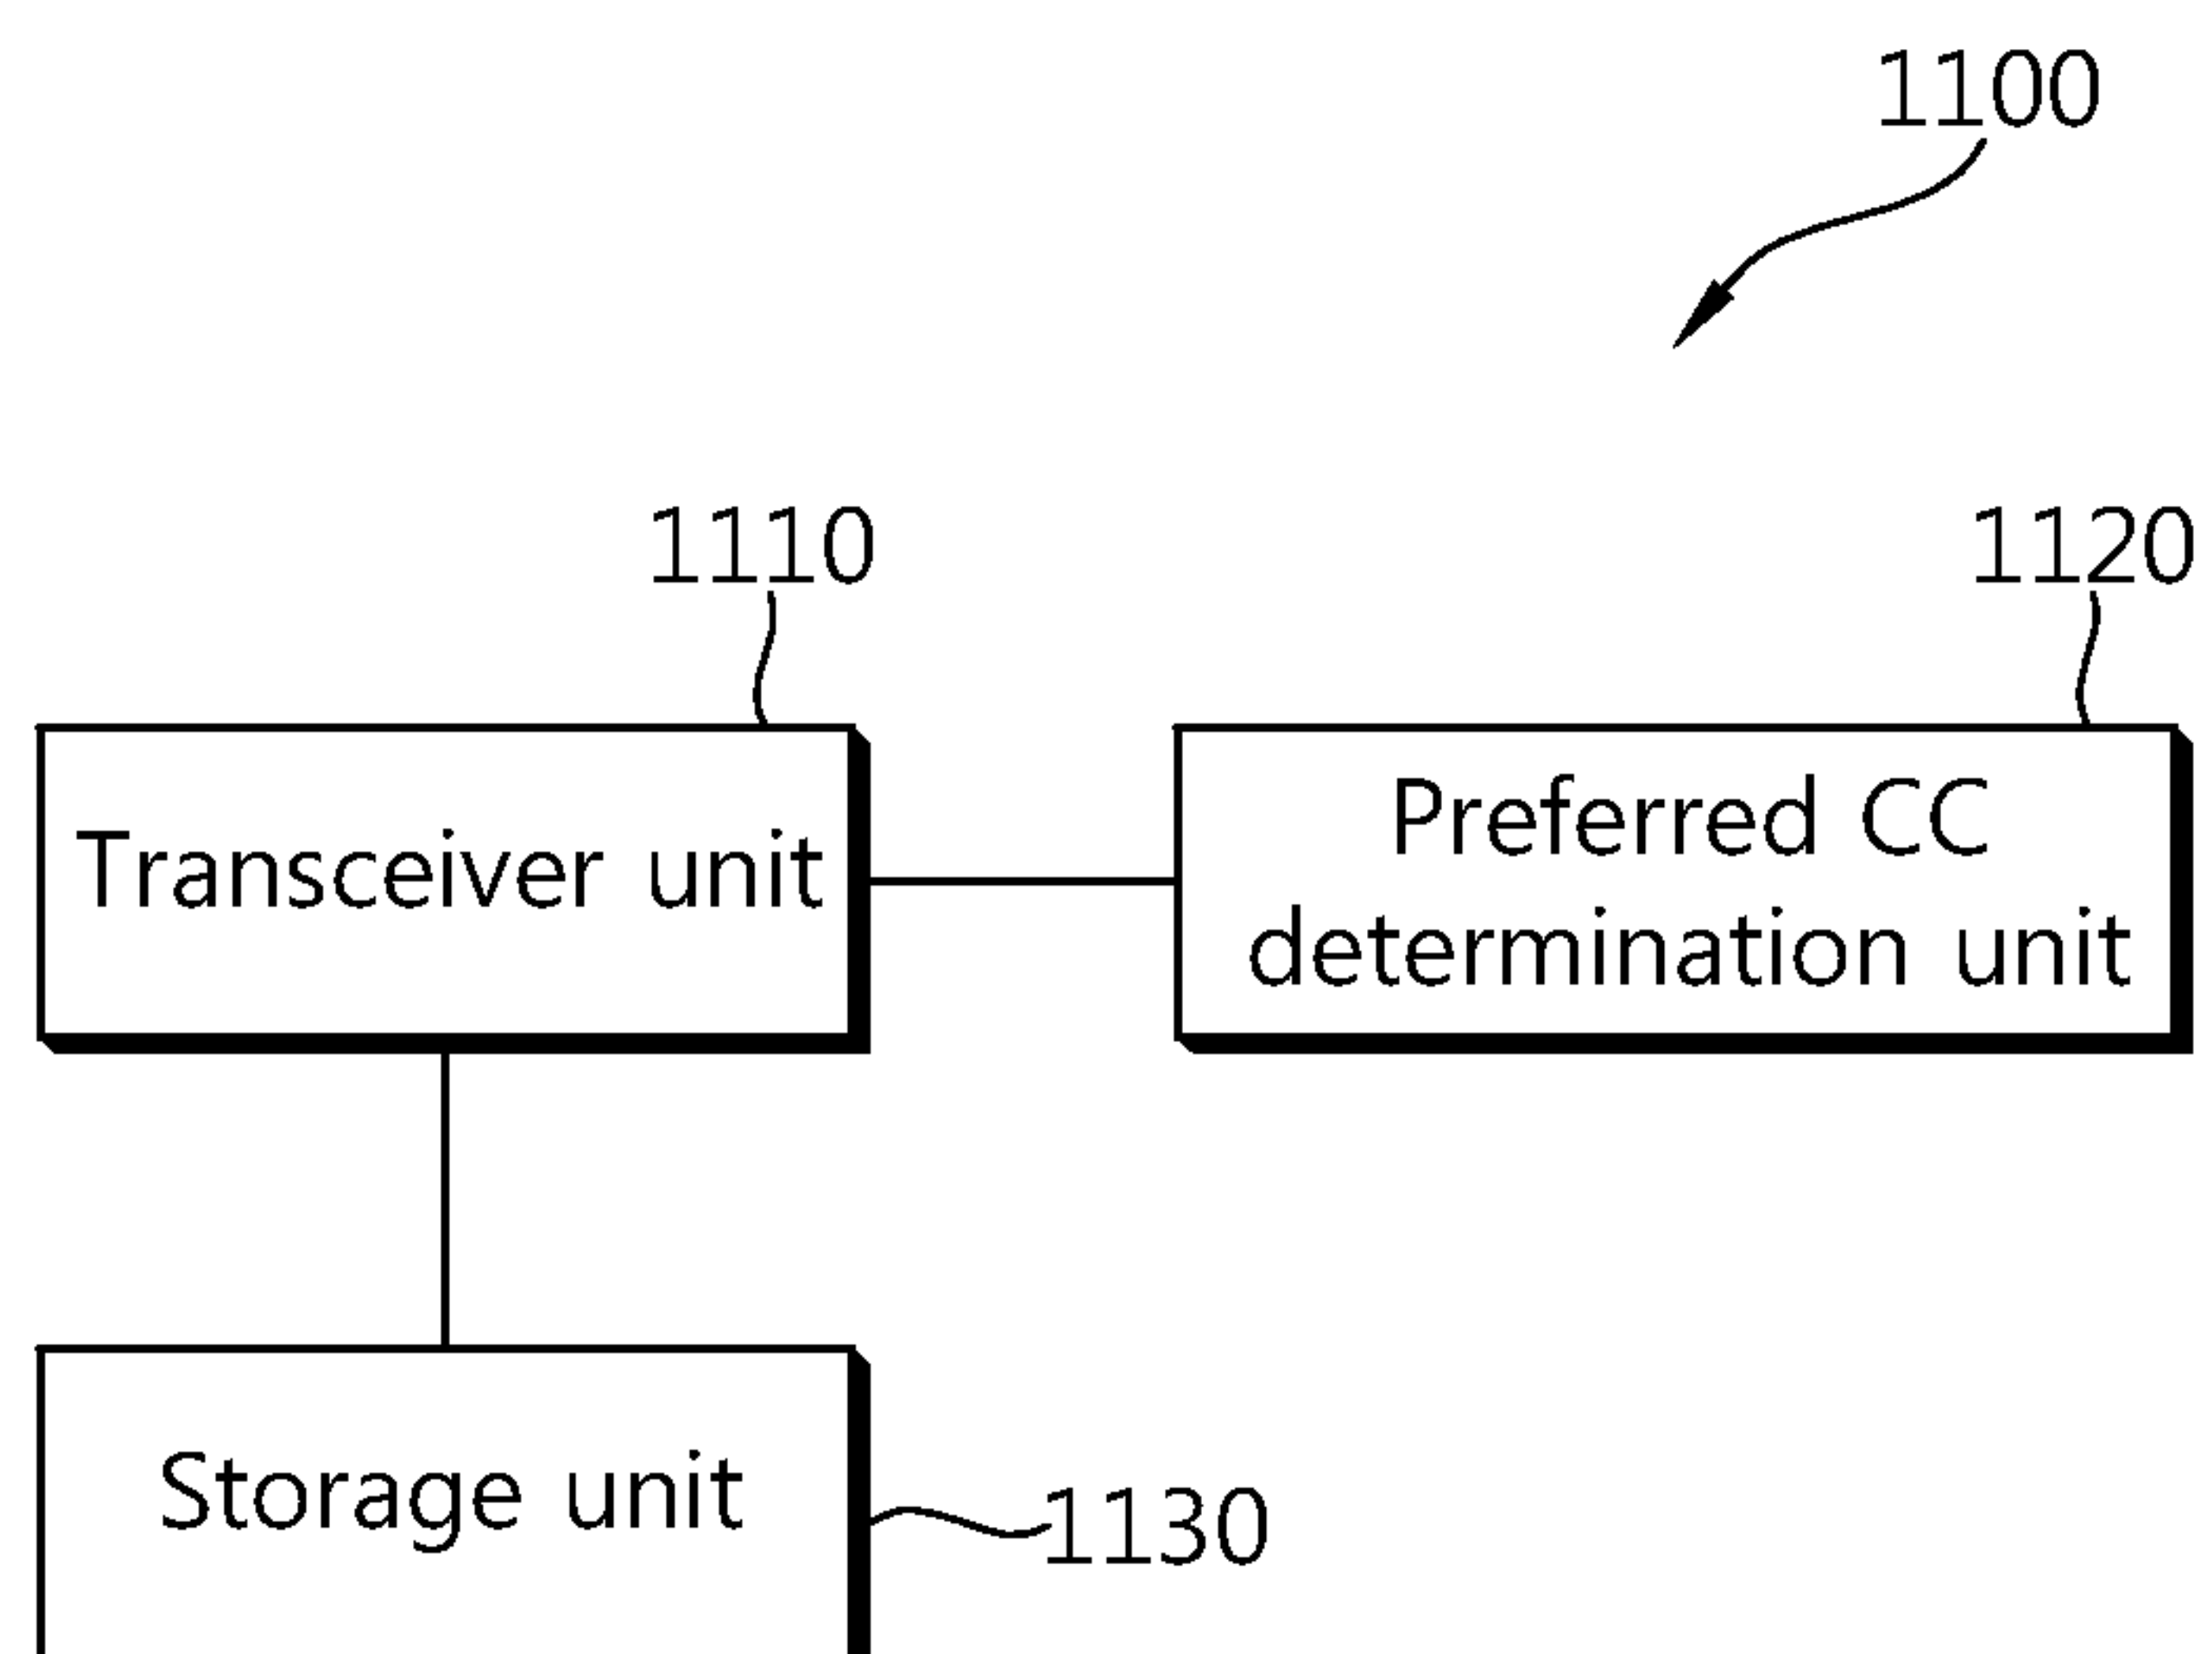 1100
1110
1120
Transceiver unit
Preferred CC
determination unit
Storage unit
1130